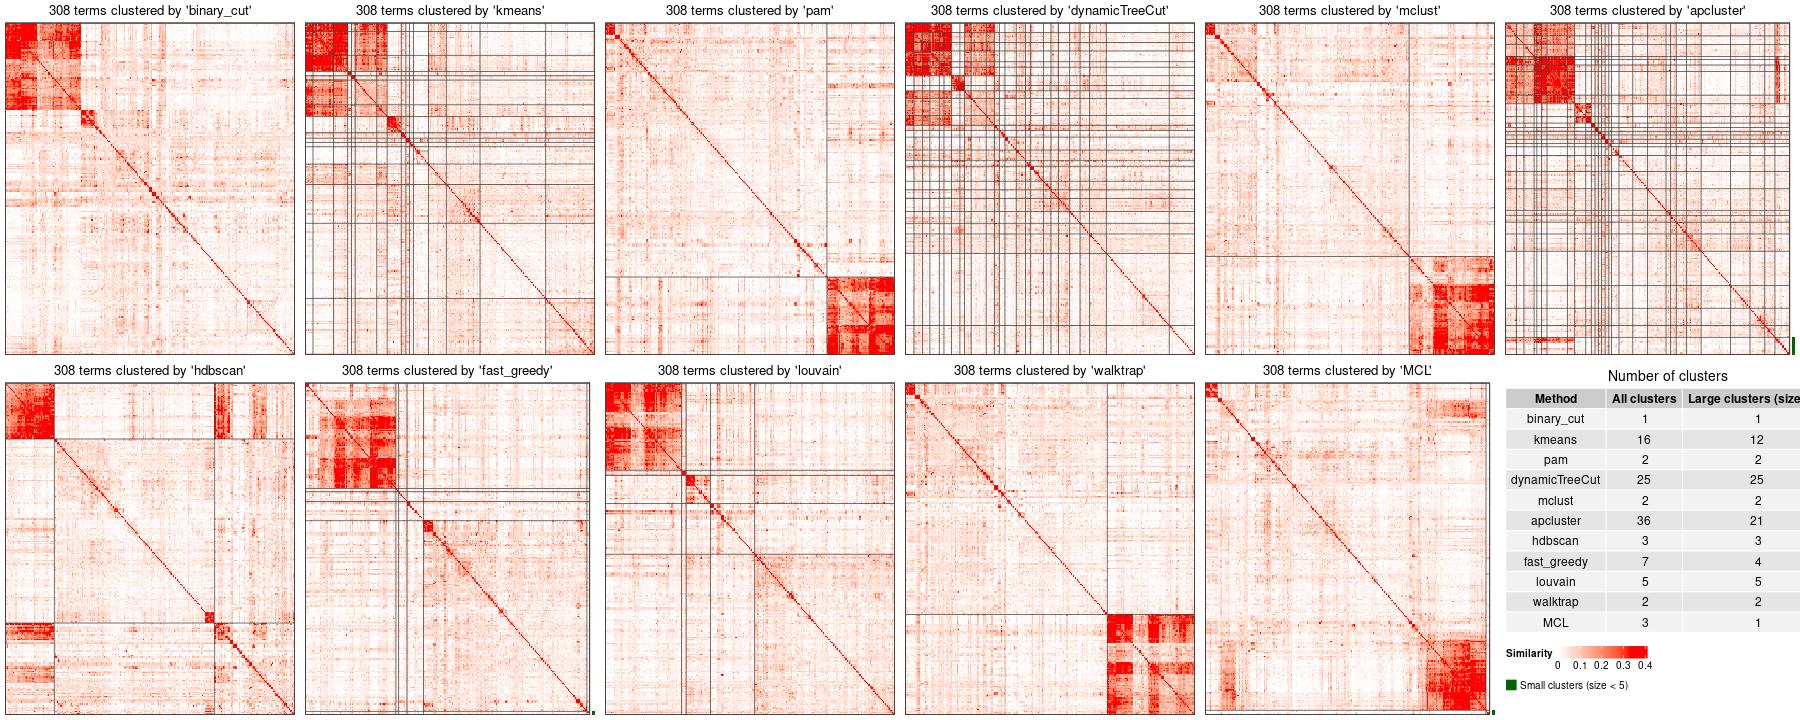 308 terms clustered by 'binary_cut'
308 terms clustered by 'kmeans'
308 terms clustered by 'pam'
308 terms clustered by 'dynamicTreeCut'
308 terms clustered by 'mclust'
308 terms clustered by 'apcluster'
308 terms clustered by 'hdbscan'
308 terms clustered by 'fast_greedy'
308 terms clustered by 'louvain'
308 terms clustered by 'walktrap'
308 terms clustered by 'MCL'
Number of clusters
Method All clusters Large clusters (size
binary_cut 1 1
kmeans 16 12
pam 2 2
dynamicTreeCut 25 25
mclust 2 2
apcluster 36 21
hdbscan 3 3
fast_greedy 7 4
louvain 5 5
walktrap 2 2
MCL 3 1
Similarity
0 0.1 0.2 0.3 0.4
Small clusters (size < 5)